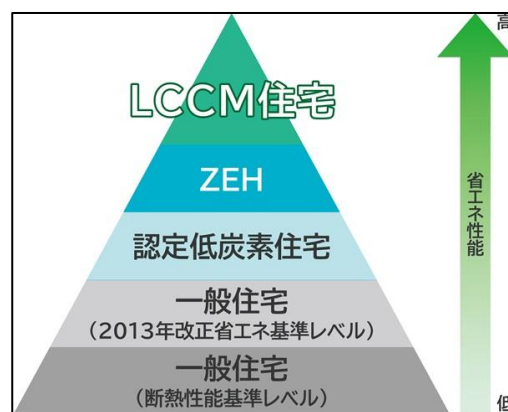 高
LCCM住宅
ZEH
認定低炭素住宅
一般住宅
(2013年改正省エネ基準レベル)
一般住宅
(断熱性能基準レベル)
省エネ性能
低